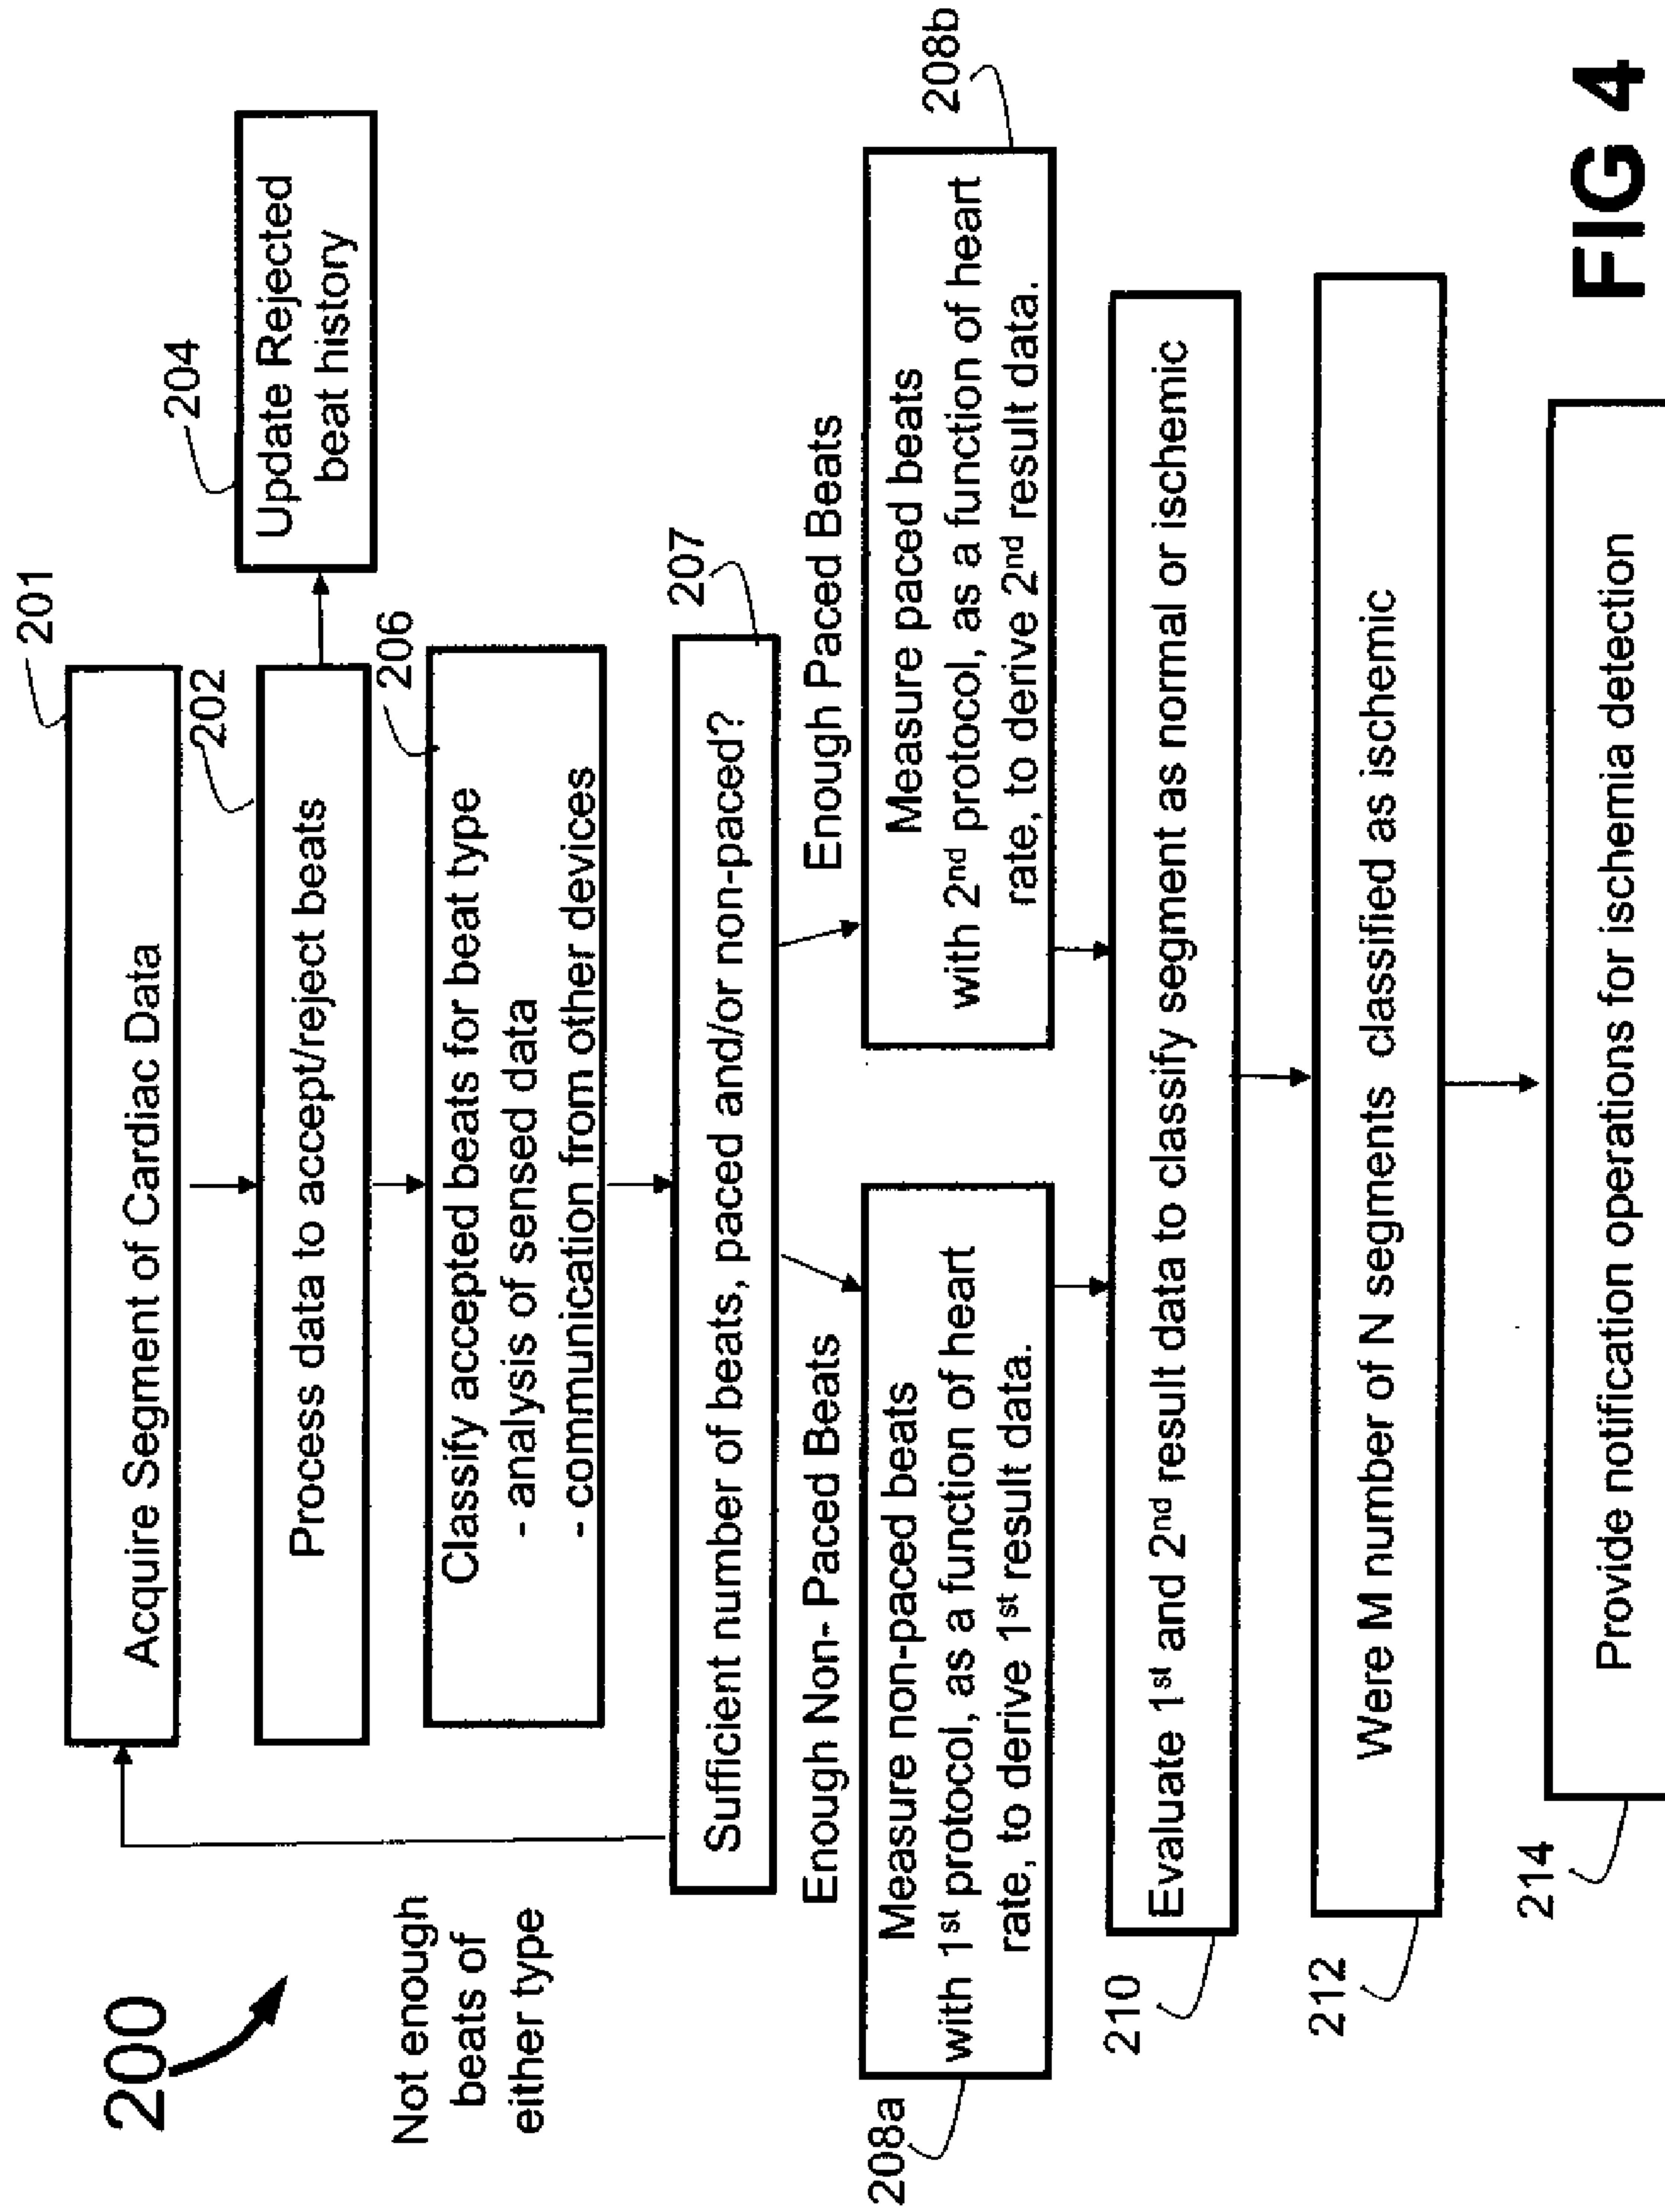 200
201
Acquire Segment of Cardiac Data
202
Process data to accept/reject beats
204
Update Rejected
beat history
206
Classify accepted beats for beat type
- analysis of sensed data
- communication from other devices
Not enough
beats of
either type
207
Sufficient number of beats, paced and/or non-paced?
Enough Non- Paced Beats
Enough Paced Beats
208a
Measure non-paced beats
with 1st protocol, as a function of heart
rate, to derive 1st result data.
208b
Measure paced beats
with 2nd protocol, as a function of heart
rate, to derive 2nd result data.
210
Evaluate 1st and 2nd result data to classify segment as normal or ischemic
212
Were M number of N segments classified as ischemic
214
Provide notification operations for ischemia detection
FIG 4